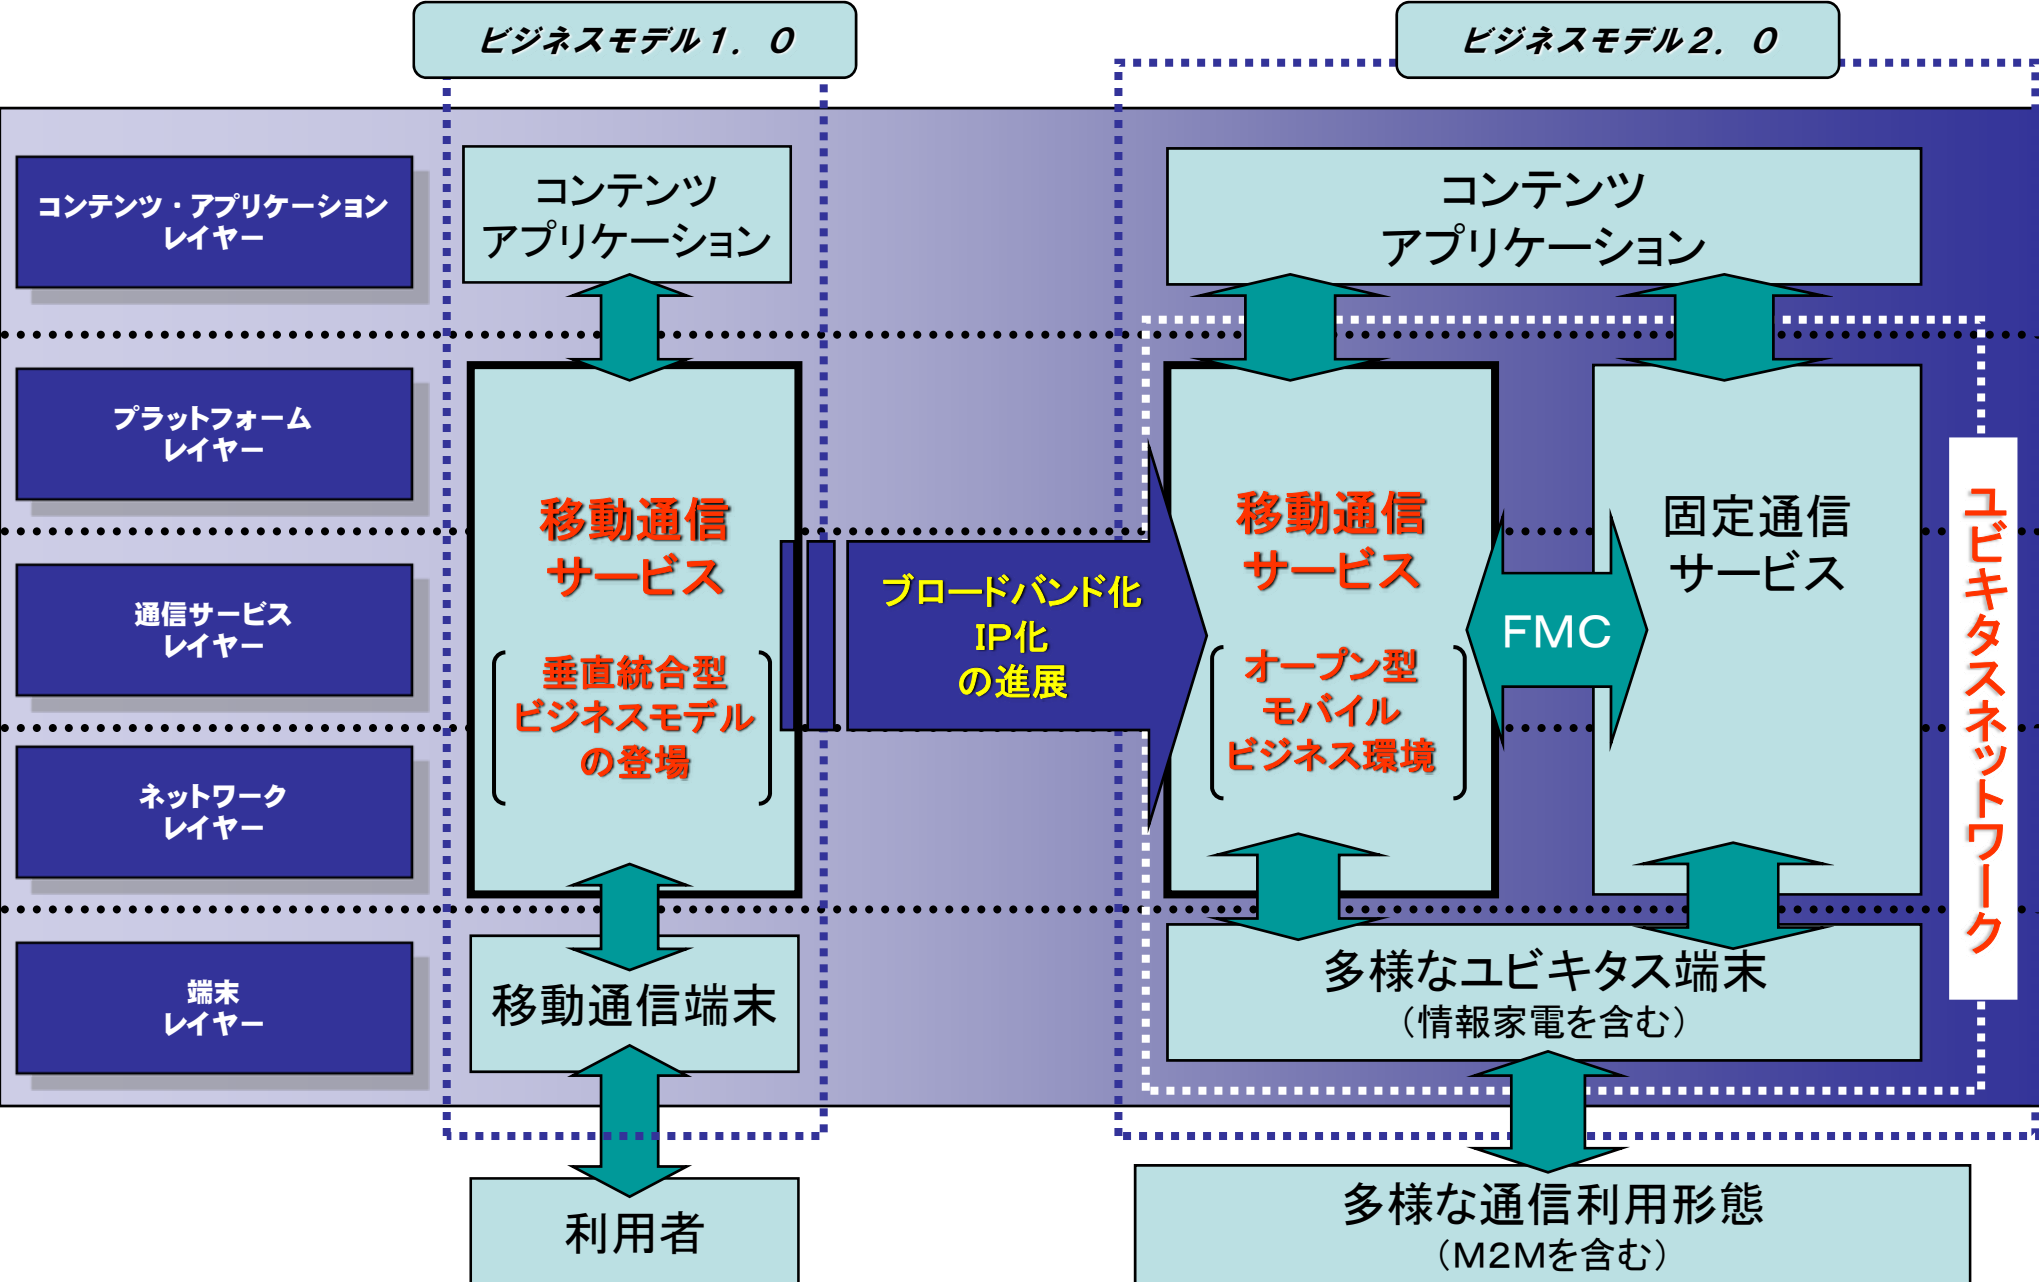 ビジネスモデル１．０
ビジネスモデル２．０
コンテンツ・アプリケーション
レイヤー
プラットフォーム
レイヤー
通信サービス
レイヤー
ネットワーク
レイヤー
端末
レイヤー
コンテンツ
アプリケーション
移動通信
サービス
垂直統合型
ビジネスモデル
の登場
移動通信端末
利用者
ブロードバンド化
IP化
の進展
コンテンツ
アプリケーション
移動通信
サービス
オープン型
モバイル
ビジネス環境
FMC
固定通信
サービス
多様なユビキタス端末
（情報家電を含む）
多様な通信利用形態
（M2Mを含む）
ユビキタスネットワーク